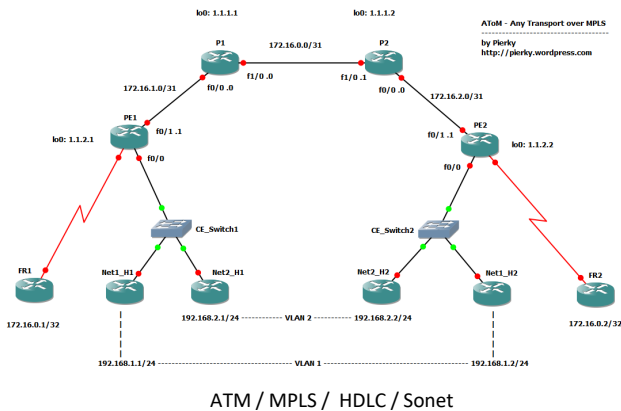 lo0: 1.1.1.1
lo0: 1.1.1.2
AToM - Any Transport over MPLS
by Pierky
http://pierky.wordpress.com
P1
172.16.0.0/31
P2
f1/0 .0
f1/0 .1
172.16.1.0/31
f0/0 .0
f0/0 .0
172.16.2.0/31
PE1
f0/1 .1
f0/1 .1
PE2
lo0: 1.1.2.1
lo0: 1.1.2.2
f0/0
f0/0
CE_Switch1
CE_Switch2
FR1
Net1_H1
Net2_H1
Net2_H2
Net1_H2
FR2
172.16.0.1/32
172.16.0.2/32
192.168.2.1/24 ---------- VLAN 2 ---------- 192.168.2.2/24
192.168.1.1/24 ---------- VLAN 1 ---------- 192.168.1.2/24
ATM / MPLS / HDLC / Sonet